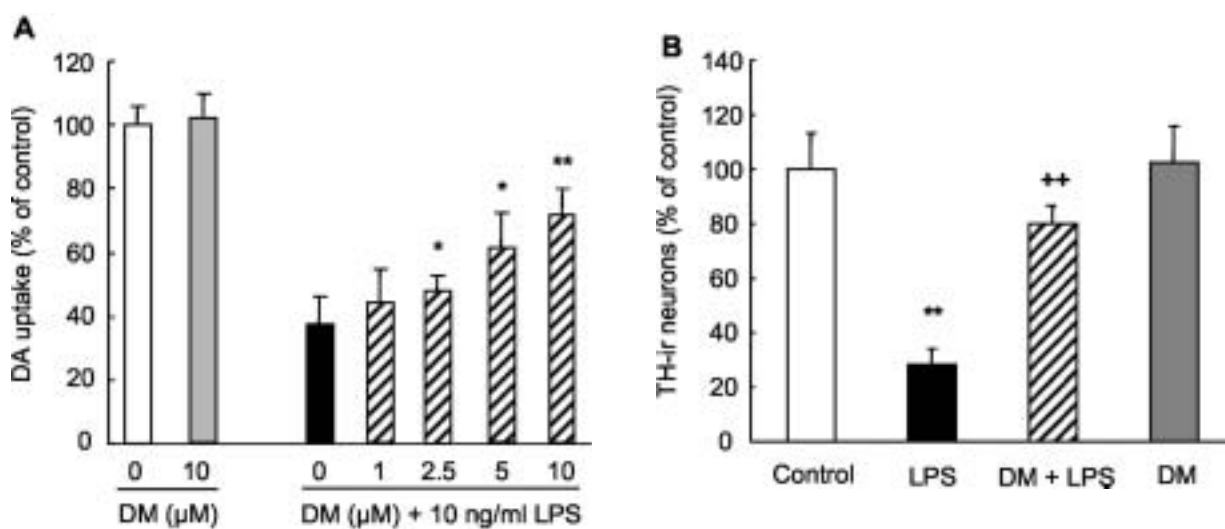 A
DA uptake (% of control)
120
100
80
60
40
20
0
*
*
**
0 10 0 1 2.5 5 10
DM (µM) DM (µM) + 10 ng/ml LPS
B
TH-ir neurons (% of control)
140
120
100
80
60
40
20
0
**
++
Control LPS DM + LPS DM